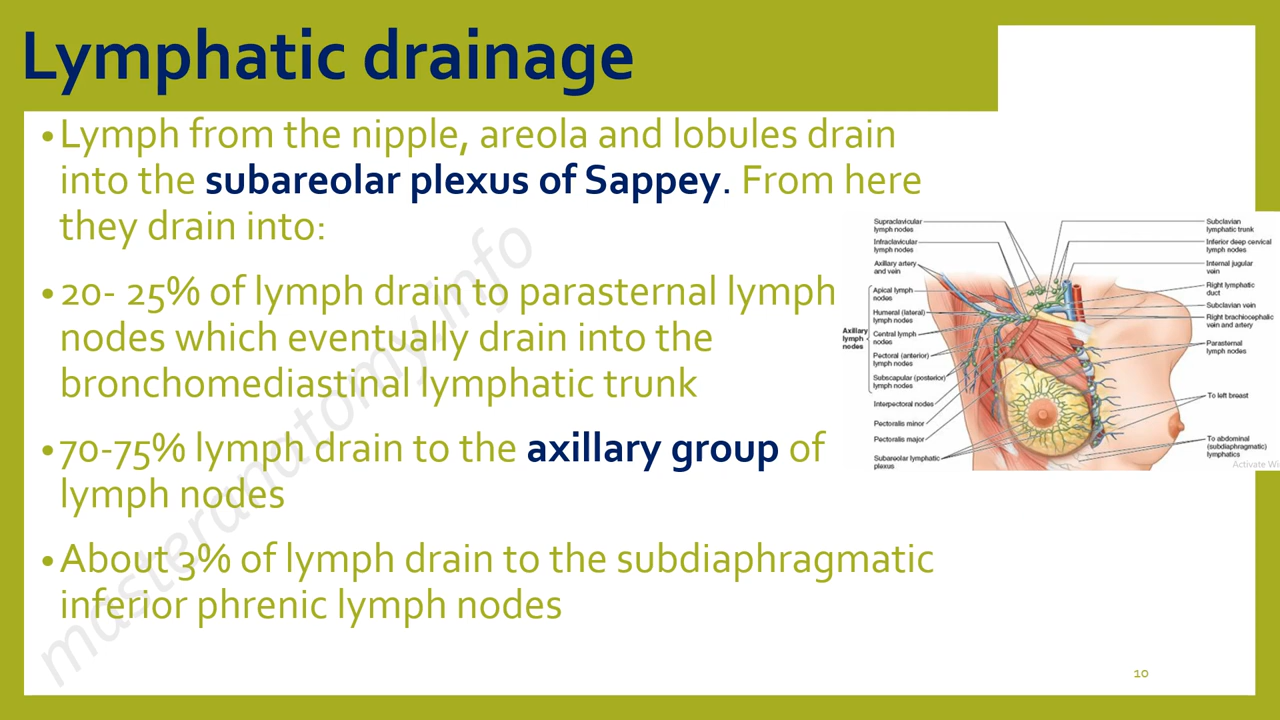 Lymphatic drainage
•Lymph from the nipple, areola and lobules drain
into the subareolar plexus of Sappey. From here
they drain into:
•20- 25% of lymph drain to parasternal lymph
nodes which eventually drain into the
bronchomediastinal lymphatic trunk
•70-75% lymph drain to the axillary group of
lymph nodes
•About 3% of lymph drain to the subdiaphragmatic
inferior phrenic lymph nodes
masteranatomy.info
Supraclavicular
lymph nodes
Infraclavicular
lymph nodes
Axillary artery
and vein
Axillary
lymph
nodes
Apical lymph
nodes
Humeral (lateral)
lymph nodes
Central lymph
nodes
Pectoral (anterior)
lymph nodes
Subscapular (posterior)
lymph nodes
Interpectoral nodes
Pectoralis minor
Pectoralis major
Subareolar lymphatic
plexus
Subclavian
lymphatic trunk
Inferior deep cervical
lymph nodes
Internal jugular
vein
Right lymphatic
duct
Subclavian vein
Right brachiocephalic
vein and artery
Parasternal
lymph nodes
To left breast
To abdominal
(subdiaphragmatic)
lymphatics
Activate Wi
10